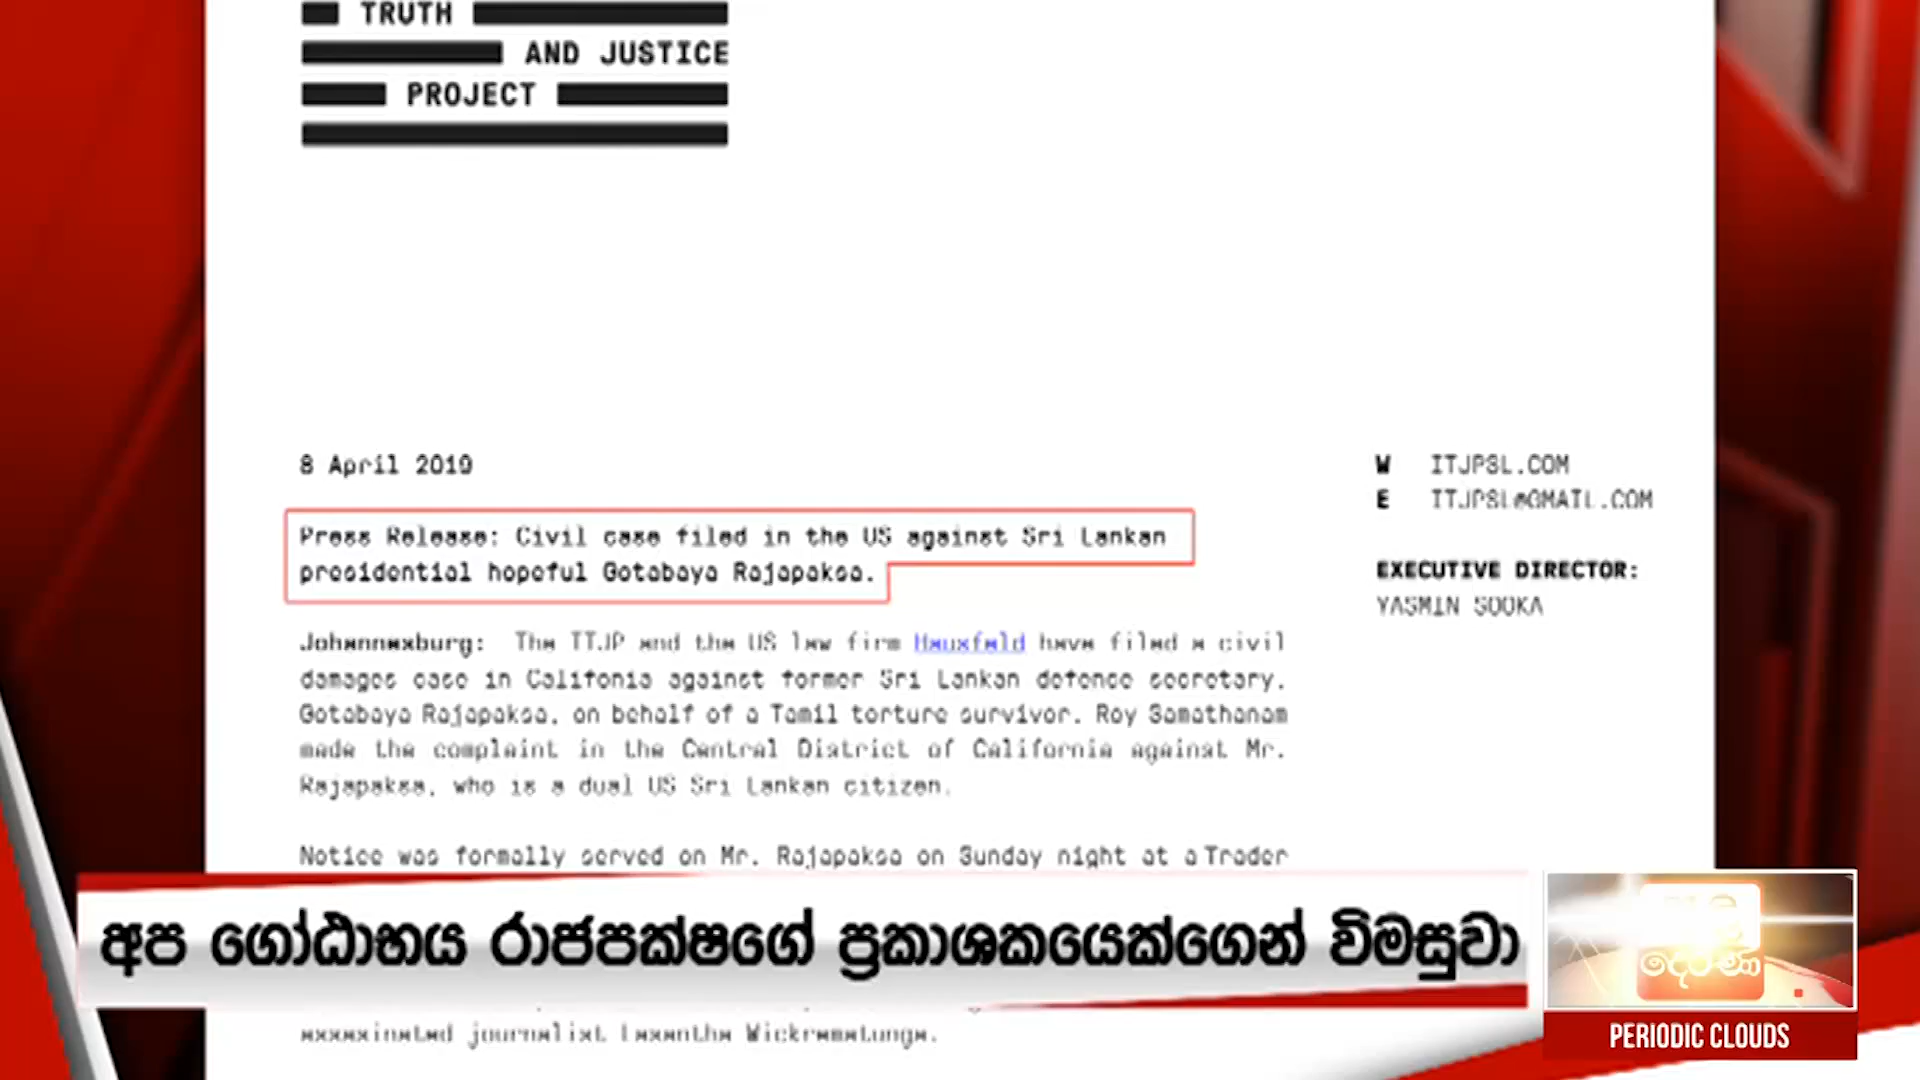 TRUTH
AND JUSTICE
PROJECT
8 April 2019
W ITJPSL.COM
E ITJPSL@GMAIL.COM
Press Release: Civil case filed in the US against Sri Lankan
presidential hopeful Gotabaya Rajapaksa.
EXECUTIVE DIRECTOR:
YASMIN SOOKA
Johannesburg: The ITJP and the US law firm Hausfeld have filed a civil
damages case in Califonia against former Sri Lankan defence secretary,
Gotabaya Rajapaksa, on behalf of a Tamil torture survivor. Roy Samathanam
made the complaint in the Central District of California against Mr.
Rajapaksa, who is a dual US Sri Lankan citizen.
Notice was formally served on Mr. Rajapaksa on Sunday night at a Trader
අප ගෝඨාභය රාජපක්ෂගේ ප්‍රකාශකයෙක්ගෙන් විමසුවා
දෙරණ
PERIODIC CLOUDS
assassinated journalist Lasantha Wickrematunge.